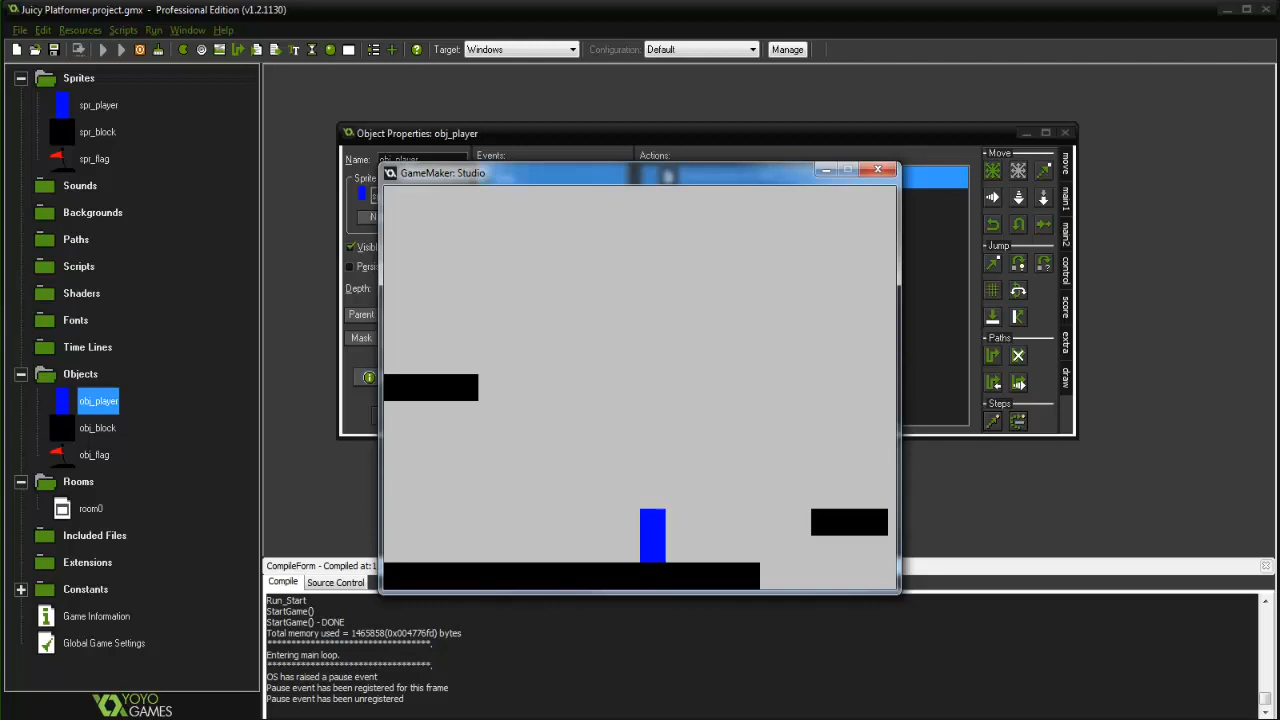 Juicy Platformer.project.gmx - Professional Edition (v1.2.1130)
File Edit Resources Scripts Run Window Help
Target: Windows Configuration: Default Manage
Sprites
spr_player
spr_block
spr_flag
Sounds
Backgrounds
Paths
Scripts
Shaders
Fonts
Time Lines
Objects
obj_player
obj_block
obj_flag
Rooms
room0
Included Files
Extensions
Constants
Game Information
Global Game Settings
YOYO
GAMES
Object Properties: obj_player
Name: obj_player Events: Actions:
Sprite
N
Visibl
Persis
Depth:
Parent
Mask
GameMaker: Studio
Move
Jump
Paths
Steps
move
main1
main2
control
score
extra
draw
CompileForm - Compiled at:1
Compile Source Control
Run_Start
StartGame()
StartGame() - DONE
Total memory used = 1465858(0x004776fd) bytes
**********************************.
Entering main loop.
**********************************.
OS has raised a pause event
Pause event has been registered for this frame
Pause event has been unregistered